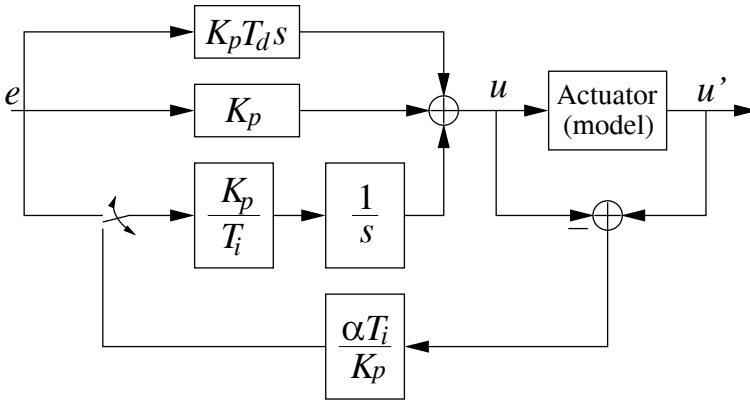 K_p T_d s
e
K_p
u
Actuator
(model)
u’
K_p
T_i
1
s
−
αT_i
K_p